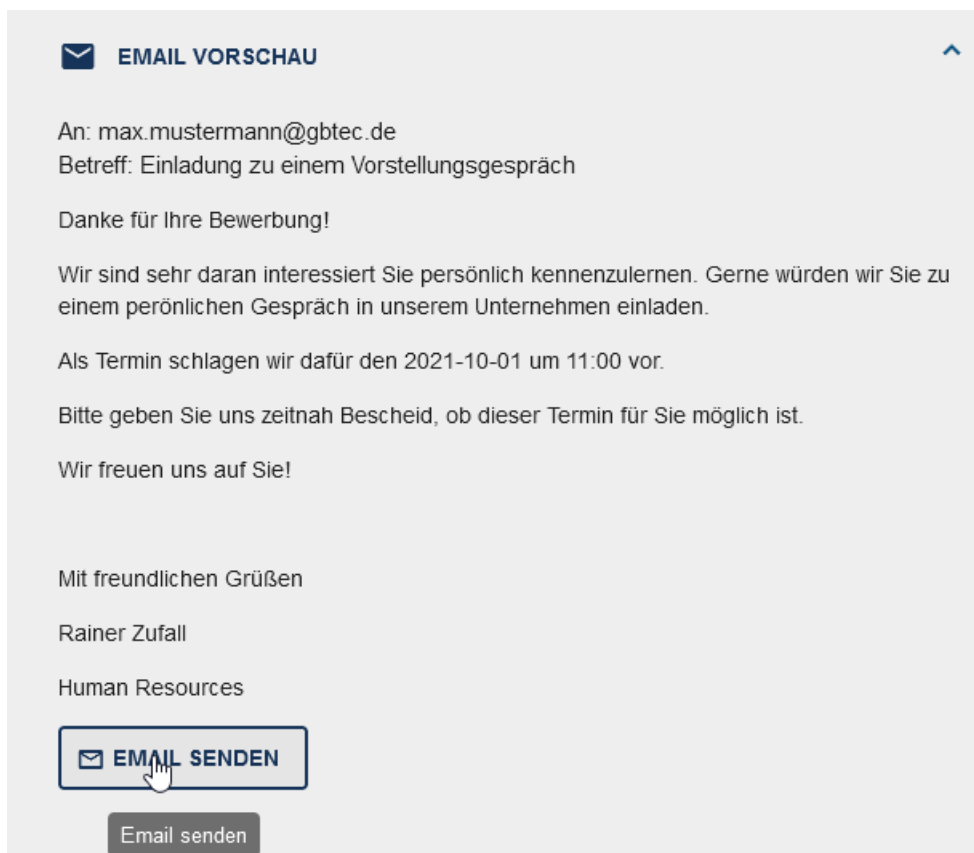 EMAIL VORSCHAU
An: max.mustermann@gbtec.de
Betreff: Einladung zu einem Vorstellungsgespräch
Danke für Ihre Bewerbung!
Wir sind sehr daran interessiert Sie persönlich kennenzulernen. Gerne würden wir Sie zu
einem perönlichen Gespräch in unserem Unternehmen einladen.
Als Termin schlagen wir dafür den 2021-10-01 um 11:00 vor.
Bitte geben Sie uns zeitnah Bescheid, ob dieser Termin für Sie möglich ist.
Wir freuen uns auf Sie!
Mit freundlichen Grüßen
Rainer Zufall
Human Resources
EMAIL SENDEN
Email senden